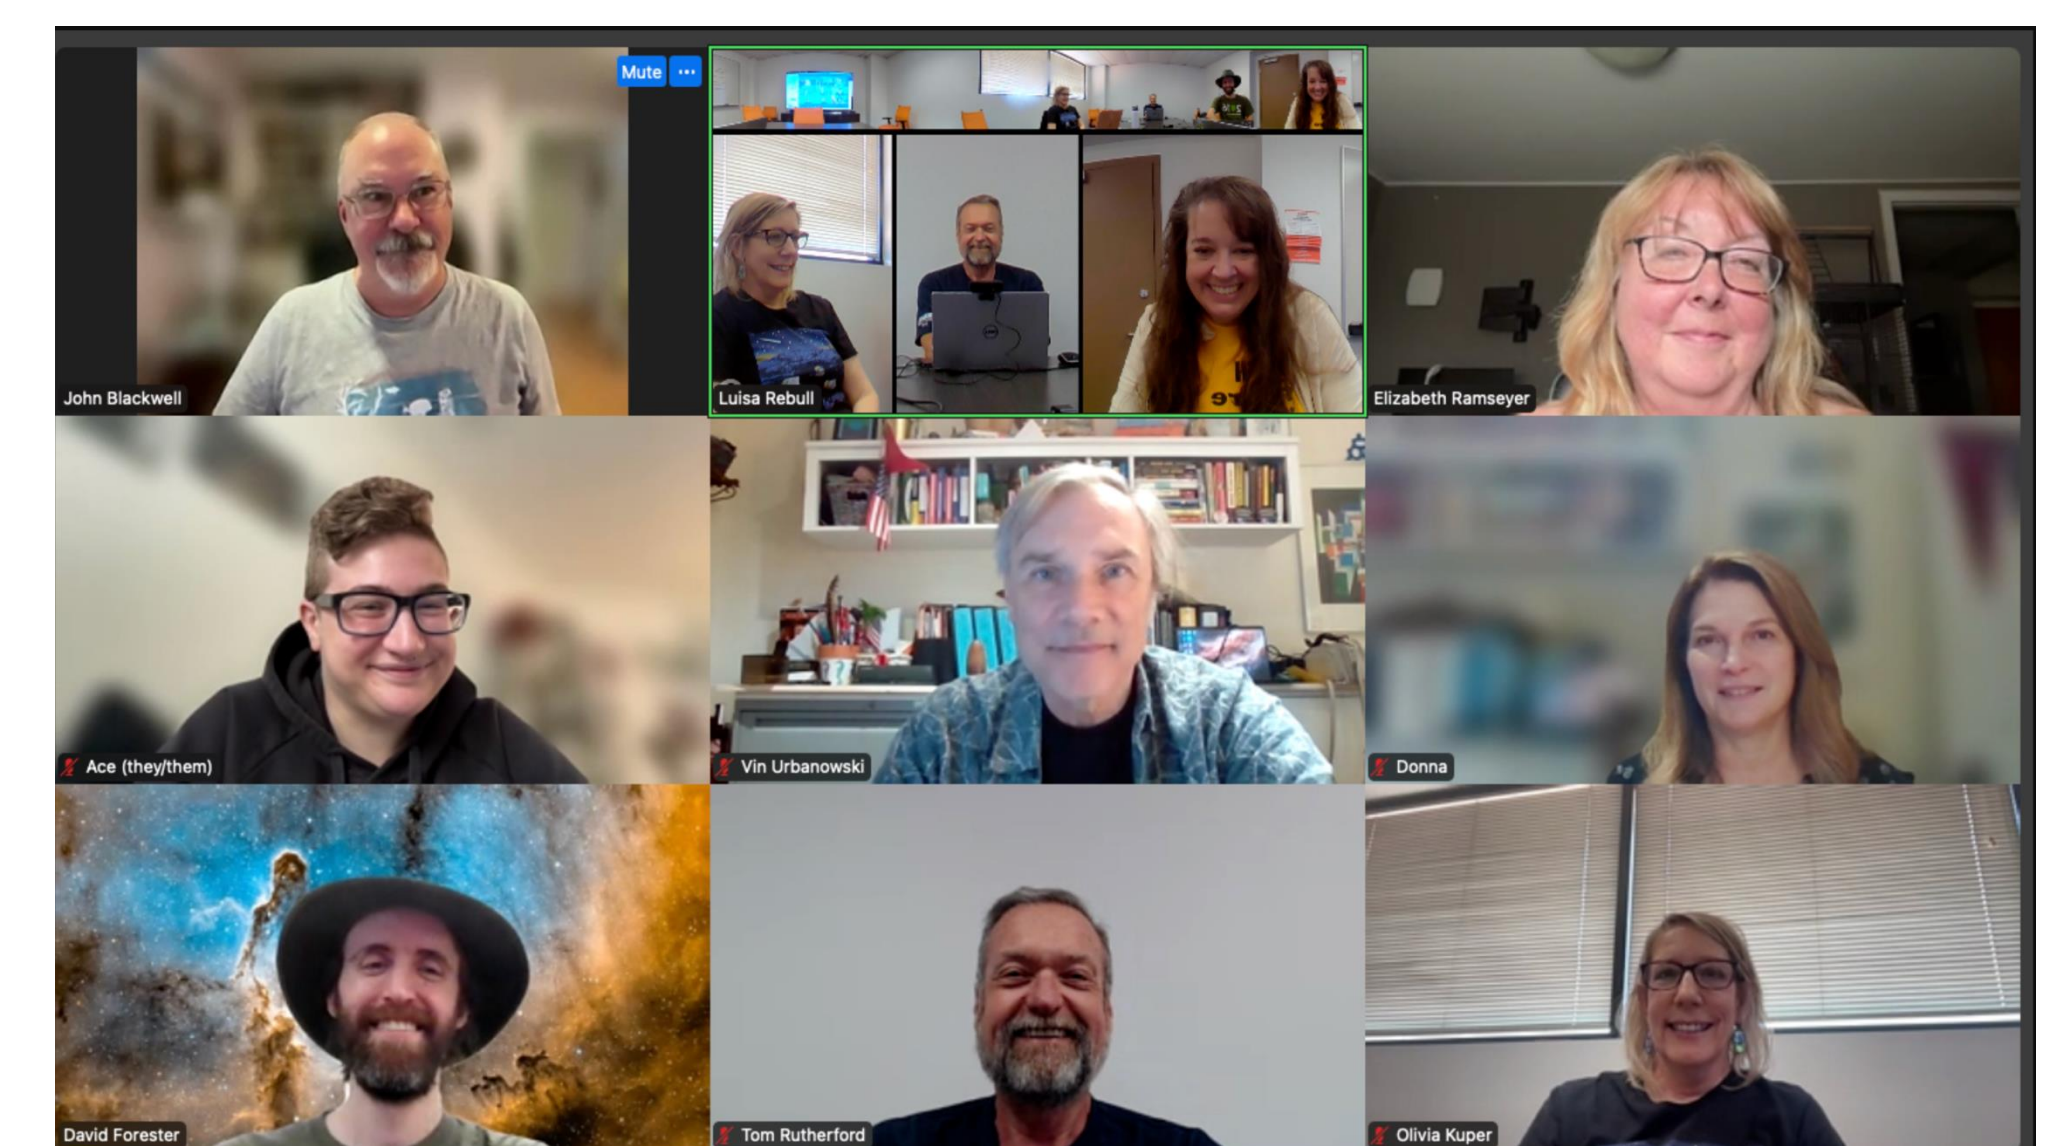 Mute ...
John Blackwell
Luisa Rebull
Elizabeth Ramseyer
Ace (they/them)
Vin Urbanowski
Donna
David Forester
Tom Rutherford
Olivia Kuper